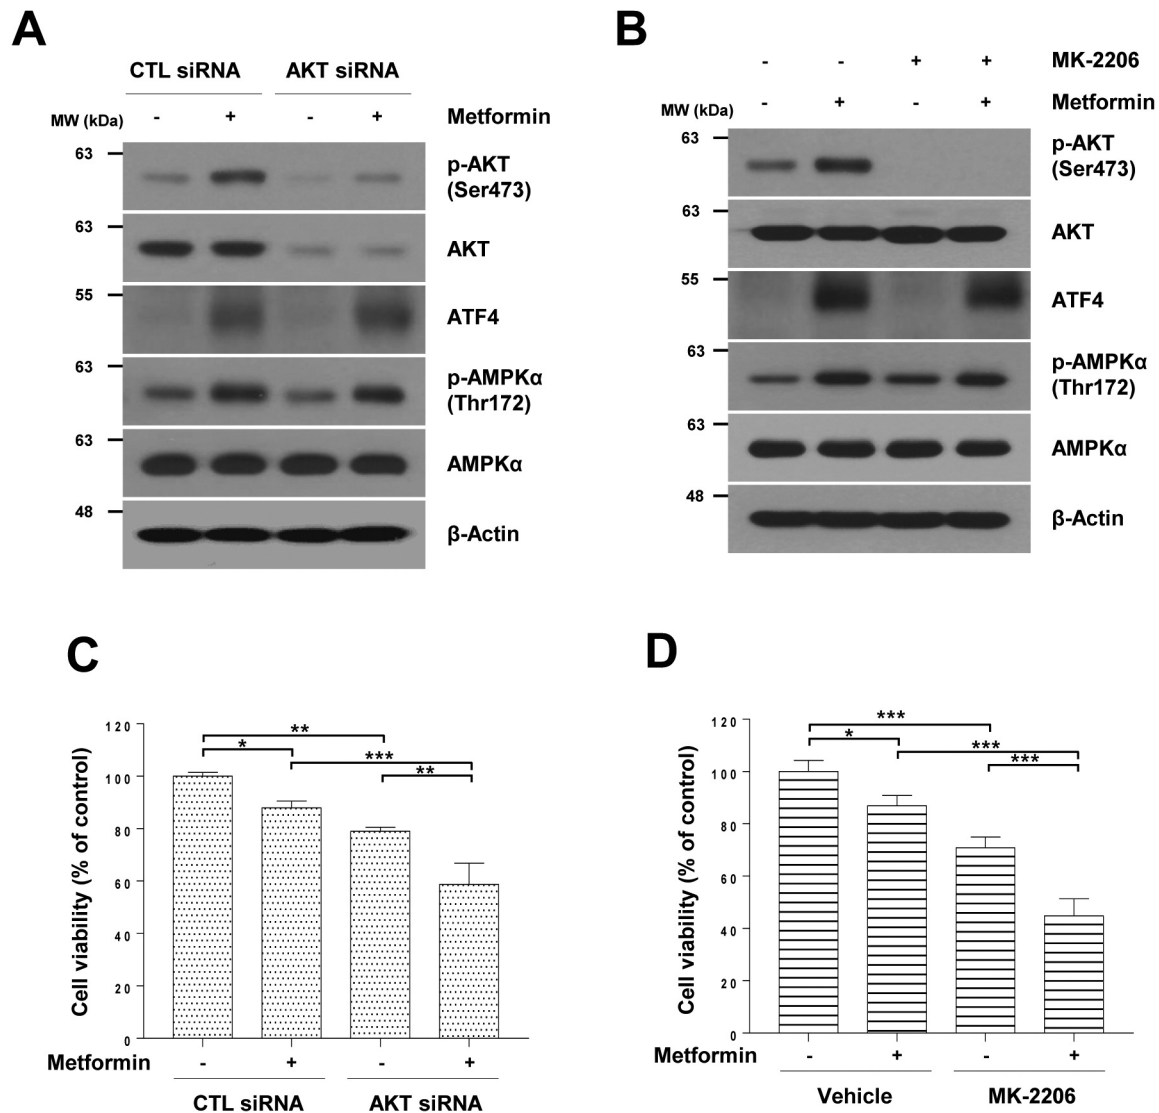 A
CTL siRNA AKT siRNA
MW (kDa) - + - + Metformin
63 p-AKT
(Ser473)
63 AKT
55 ATF4
63 p-AMPKα
(Thr172)
63 AMPKα
48 β-Actin
B
- - + + MK-2206
MW (kDa) - + - + Metformin
63 p-AKT
(Ser473)
63 AKT
55 ATF4
63 p-AMPKα
(Thr172)
63 AMPKα
48 β-Actin
C
Cell viability (% of control)
120
100
80
60
40
20
0
**
*
***
**
Metformin - + - +
CTL siRNA AKT siRNA
D
Cell viability (% of control)
120
100
80
60
40
20
0
***
*
***
***
Metformin - + - +
Vehicle MK-2206